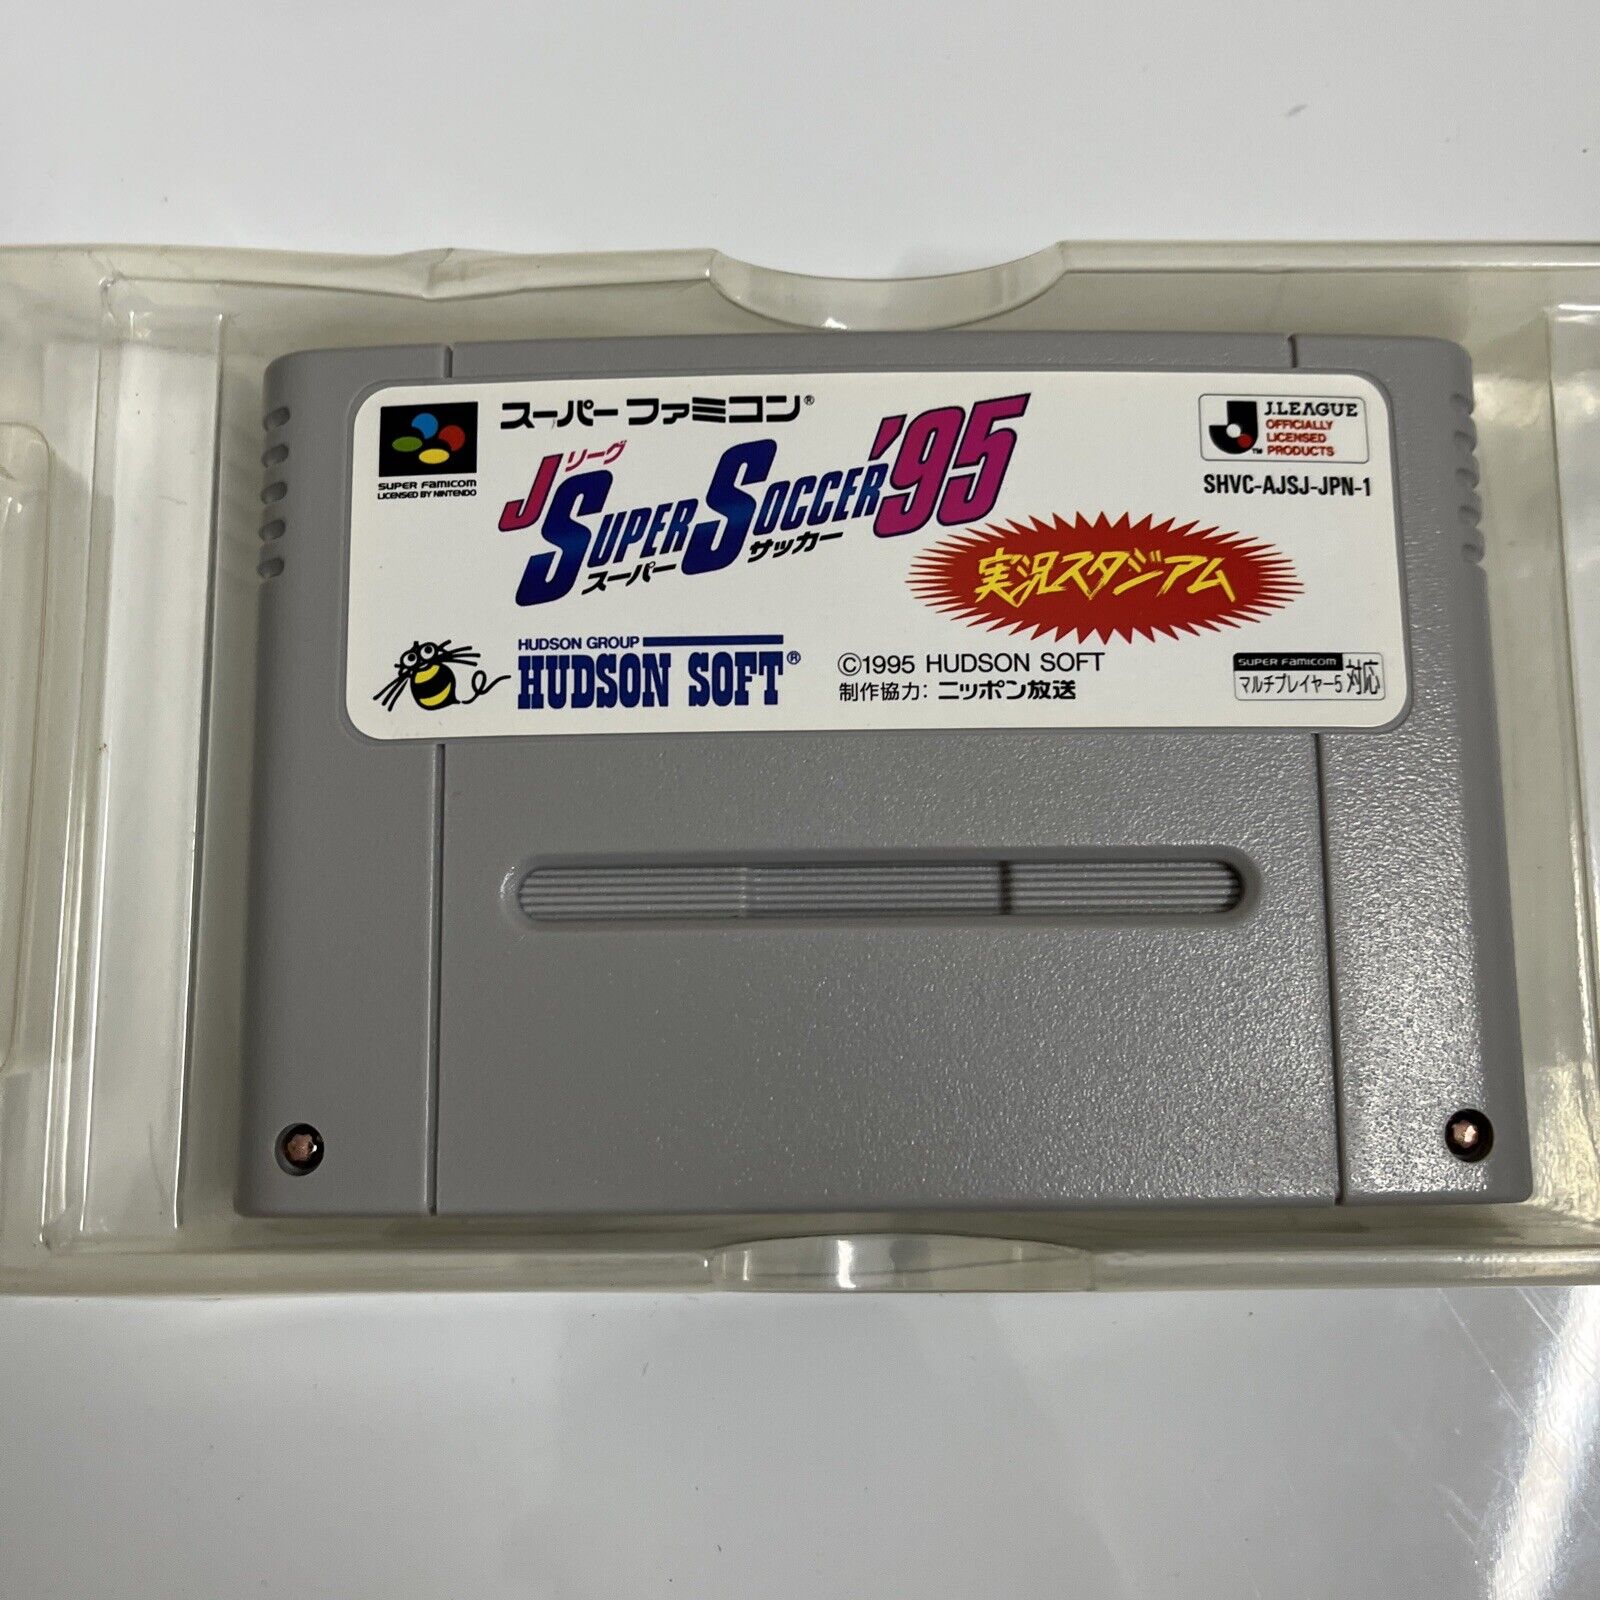 スーパーファミコン®
SUPER FAMICOM
LICENSED BY NINTENDO
Jリーグ
SUPER SOCCER '95
スーパー サッカー
実況スタジアム
J.LEAGUE
OFFICIALLY
LICENSED
PRODUCTS
TM
SHVC-AJSJ-JPN-1
HUDSON GROUP
HUDSON SOFT®
©1995 HUDSON SOFT
制作協力: ニッポン放送
SUPER FAMICOM
マルチプレイヤー5 対応